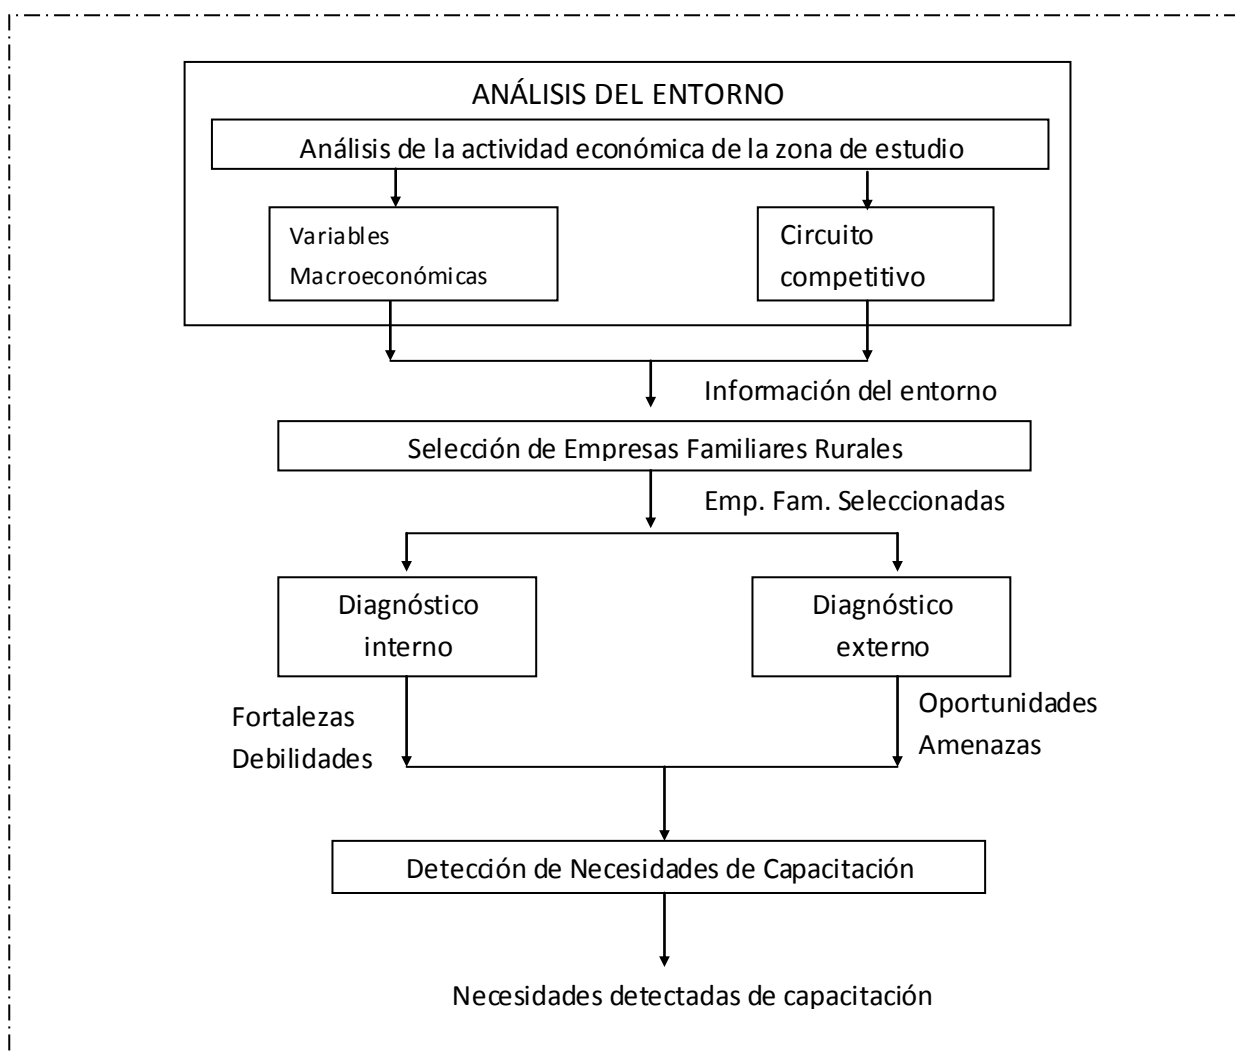 ANÁLISIS DEL ENTORNO
Análisis de la actividad económica de la zona de estudio
Variables
Macroeconómicas
Circuito
competitivo
Información del entorno
Selección de Empresas Familiares Rurales
Emp. Fam. Seleccionadas
Diagnóstico
interno
Diagnóstico
externo
Fortalezas
Debilidades
Oportunidades
Amenazas
Detección de Necesidades de Capacitación
Necesidades detectadas de capacitación